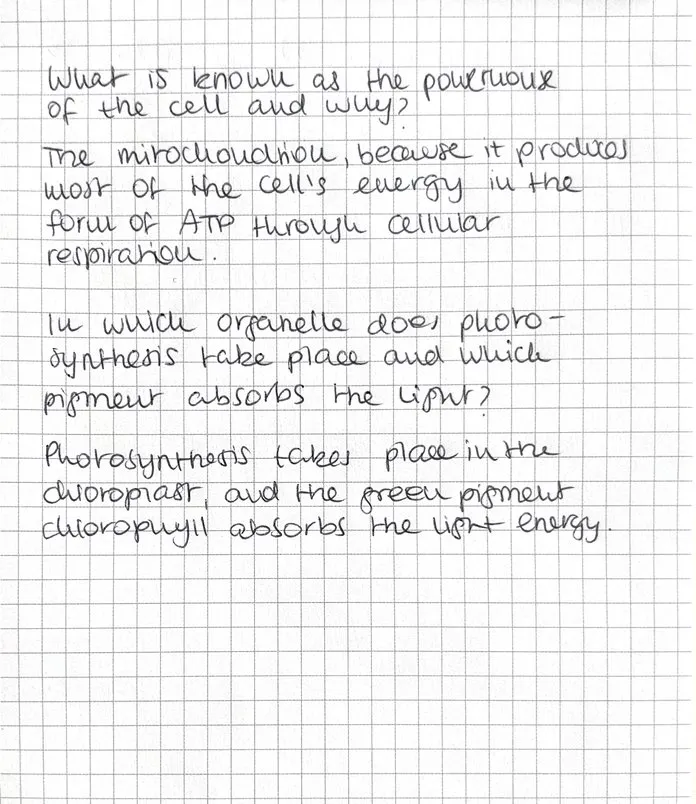 What is known as the powerhouse
of the cell and why?
The mitochondrion, because it produces
most of the cell's energy in the
form of ATP through cellular
respiration.
In which organelle does photo-
synthesis take place and which
pigment absorbs the light?
Photosynthesis takes place in the
chloroplast, and the green pigment
chlorophyll absorbs the light energy.